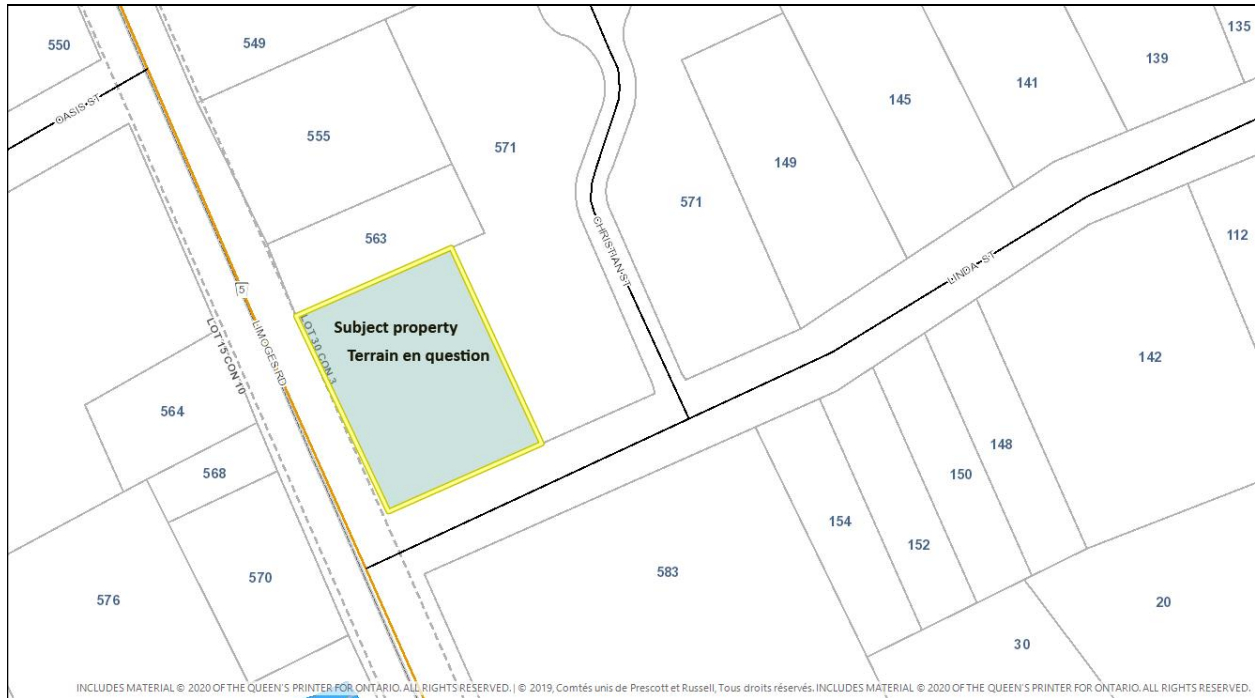 135
550
549
139
141
145
OASIS ST
555
571
149
571
CHRISTIAN ST
563
112
LINDA ST
5
LIMOGES RD
LOT 15 CON 10
LOT 30 CON 3
Subject property
Terrain en question
142
564
568
148
150
154
152
570
583
576
20
30
INCLUDES MATERIAL © 2020 OF THE QUEEN'S PRINTER FOR ONTARIO. ALL RIGHTS RESERVED. | © 2019, Comtés unis de Prescott et Russell, Tous droits réservés. INCLUDES MATERIAL © 2020 OF THE QUEEN'S PRINTER FOR ONTARIO. ALL RIGHTS RESERVED.